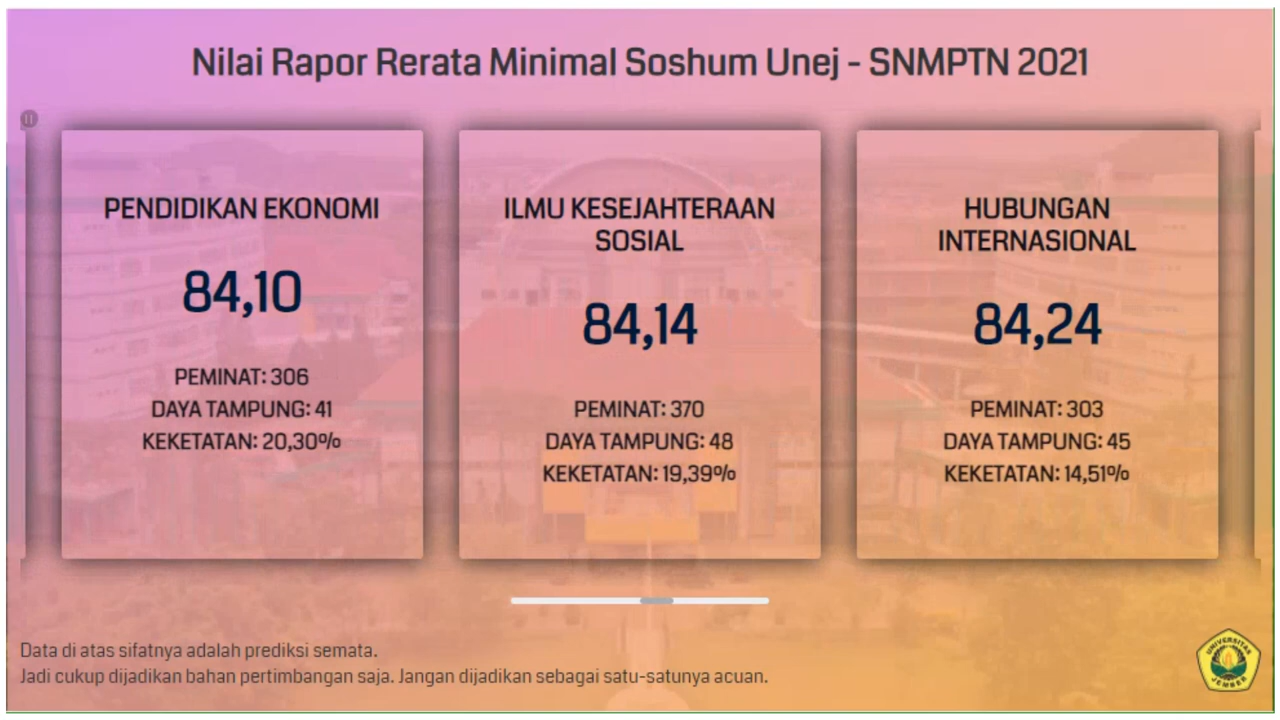 Nilai Rapor Rerata Minimal Soshum Unej - SNMPTN 2021
PENDIDIKAN EKONOMI
84,10
PEMINAT: 306
DAYA TAMPUNG: 41
KEKETATAN: 20,30%
ILMU KESEJAHTERAAN
SOSIAL
84,14
PEMINAT: 370
DAYA TAMPUNG: 48
KEKETATAN: 19,39%
HUBUNGAN
INTERNASIONAL
84,24
PEMINAT: 303
DAYA TAMPUNG: 45
KEKETATAN: 14,51%
Data di atas sifatnya adalah prediksi semata.
Jadi cukup dijadikan bahan pertimbangan saja. Jangan dijadikan sebagai satu-satunya acuan.
UNIVERSITAS
JEMBER